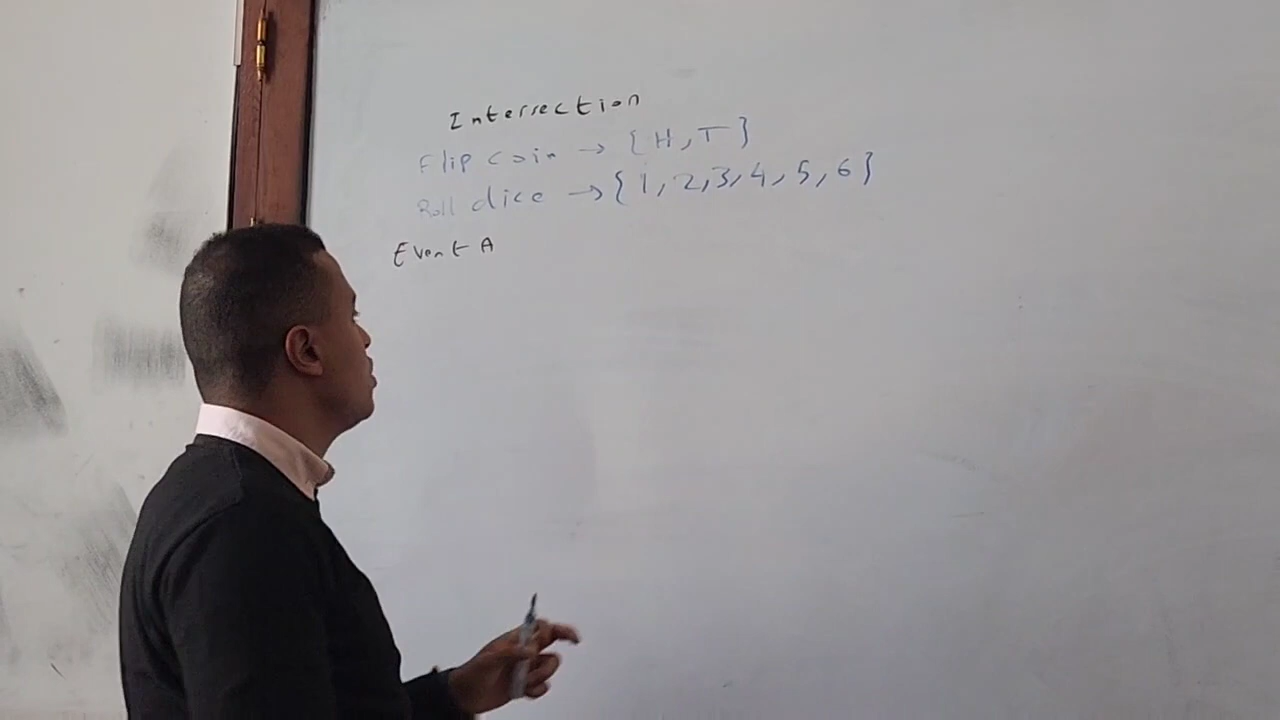 Intersection
Flip coin → {H, T}
Roll dice → {1, 2, 3, 4, 5, 6}
Event A